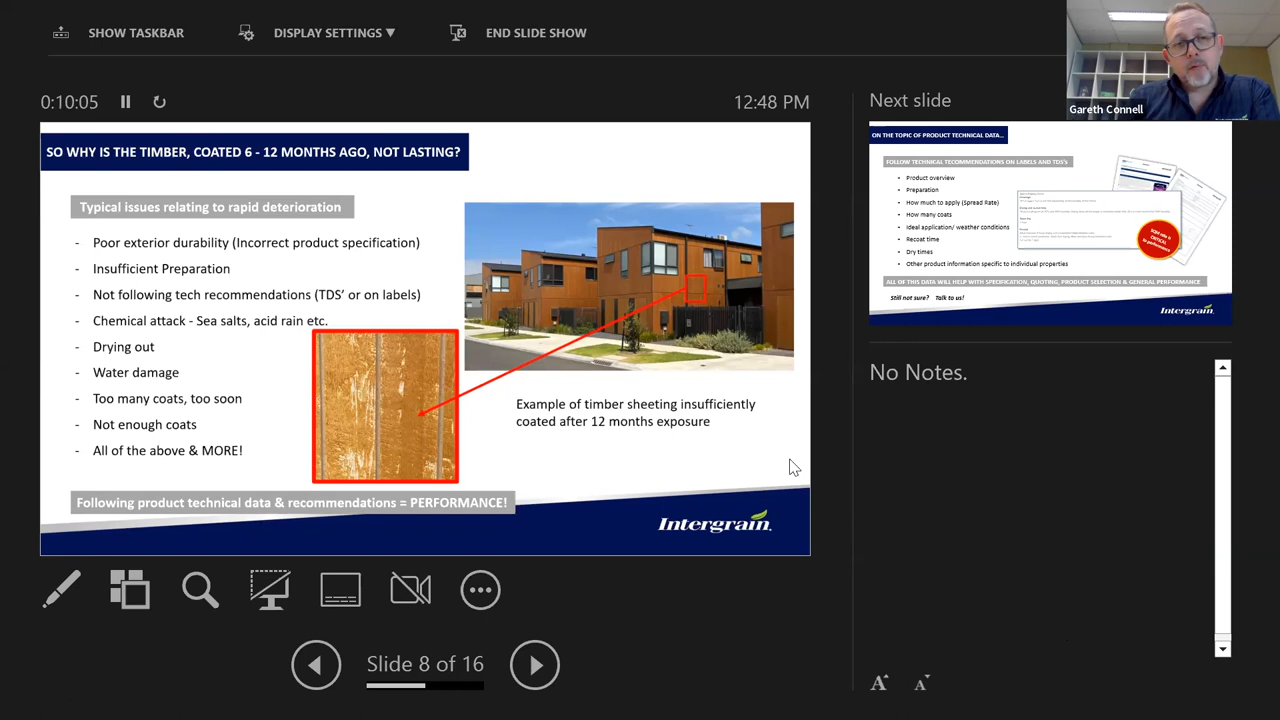 SHOW TASKBAR
DISPLAY SETTINGS ▼
END SLIDE SHOW
Gareth Connell
0:10:05
12:48 PM
SO WHY IS THE TIMBER, COATED 6 - 12 MONTHS AGO, NOT LASTING?
Typical issues relating to rapid deterioration
- Poor exterior durability (Incorrect product specification)
- Insufficient Preparation
- Not following tech recommendations (TDS’ or on labels)
- Chemical attack - Sea salts, acid rain etc.
- Drying out
- Water damage
- Too many coats, too soon
- Not enough coats
- All of the above & MORE!
Example of timber sheeting insufficiently
coated after 12 months exposure
Following product technical data & recommendations = PERFORMANCE!
Intergrain
Slide 8 of 16
Next slide
ON THE TOPIC OF PRODUCT TECHNICAL DATA...
FOLLOW TECHNICAL TECOMMENDATIONS ON LABELS AND TDS's
• Product overview
• Preparation
• How much to apply (Spread Rate)
• How many coats
• Ideal application/ weather conditions
• Recoat time
• Dry times
• Other product information specific to individual properties
CRITICAL
ALL OF THIS DATA WILL HELP WITH SPECIFICATION, QUOTING, PRODUCT SELECTION & GENERAL PERFORMANCE
Still not sure? Talk to us!
Intergrain
No Notes.
A A